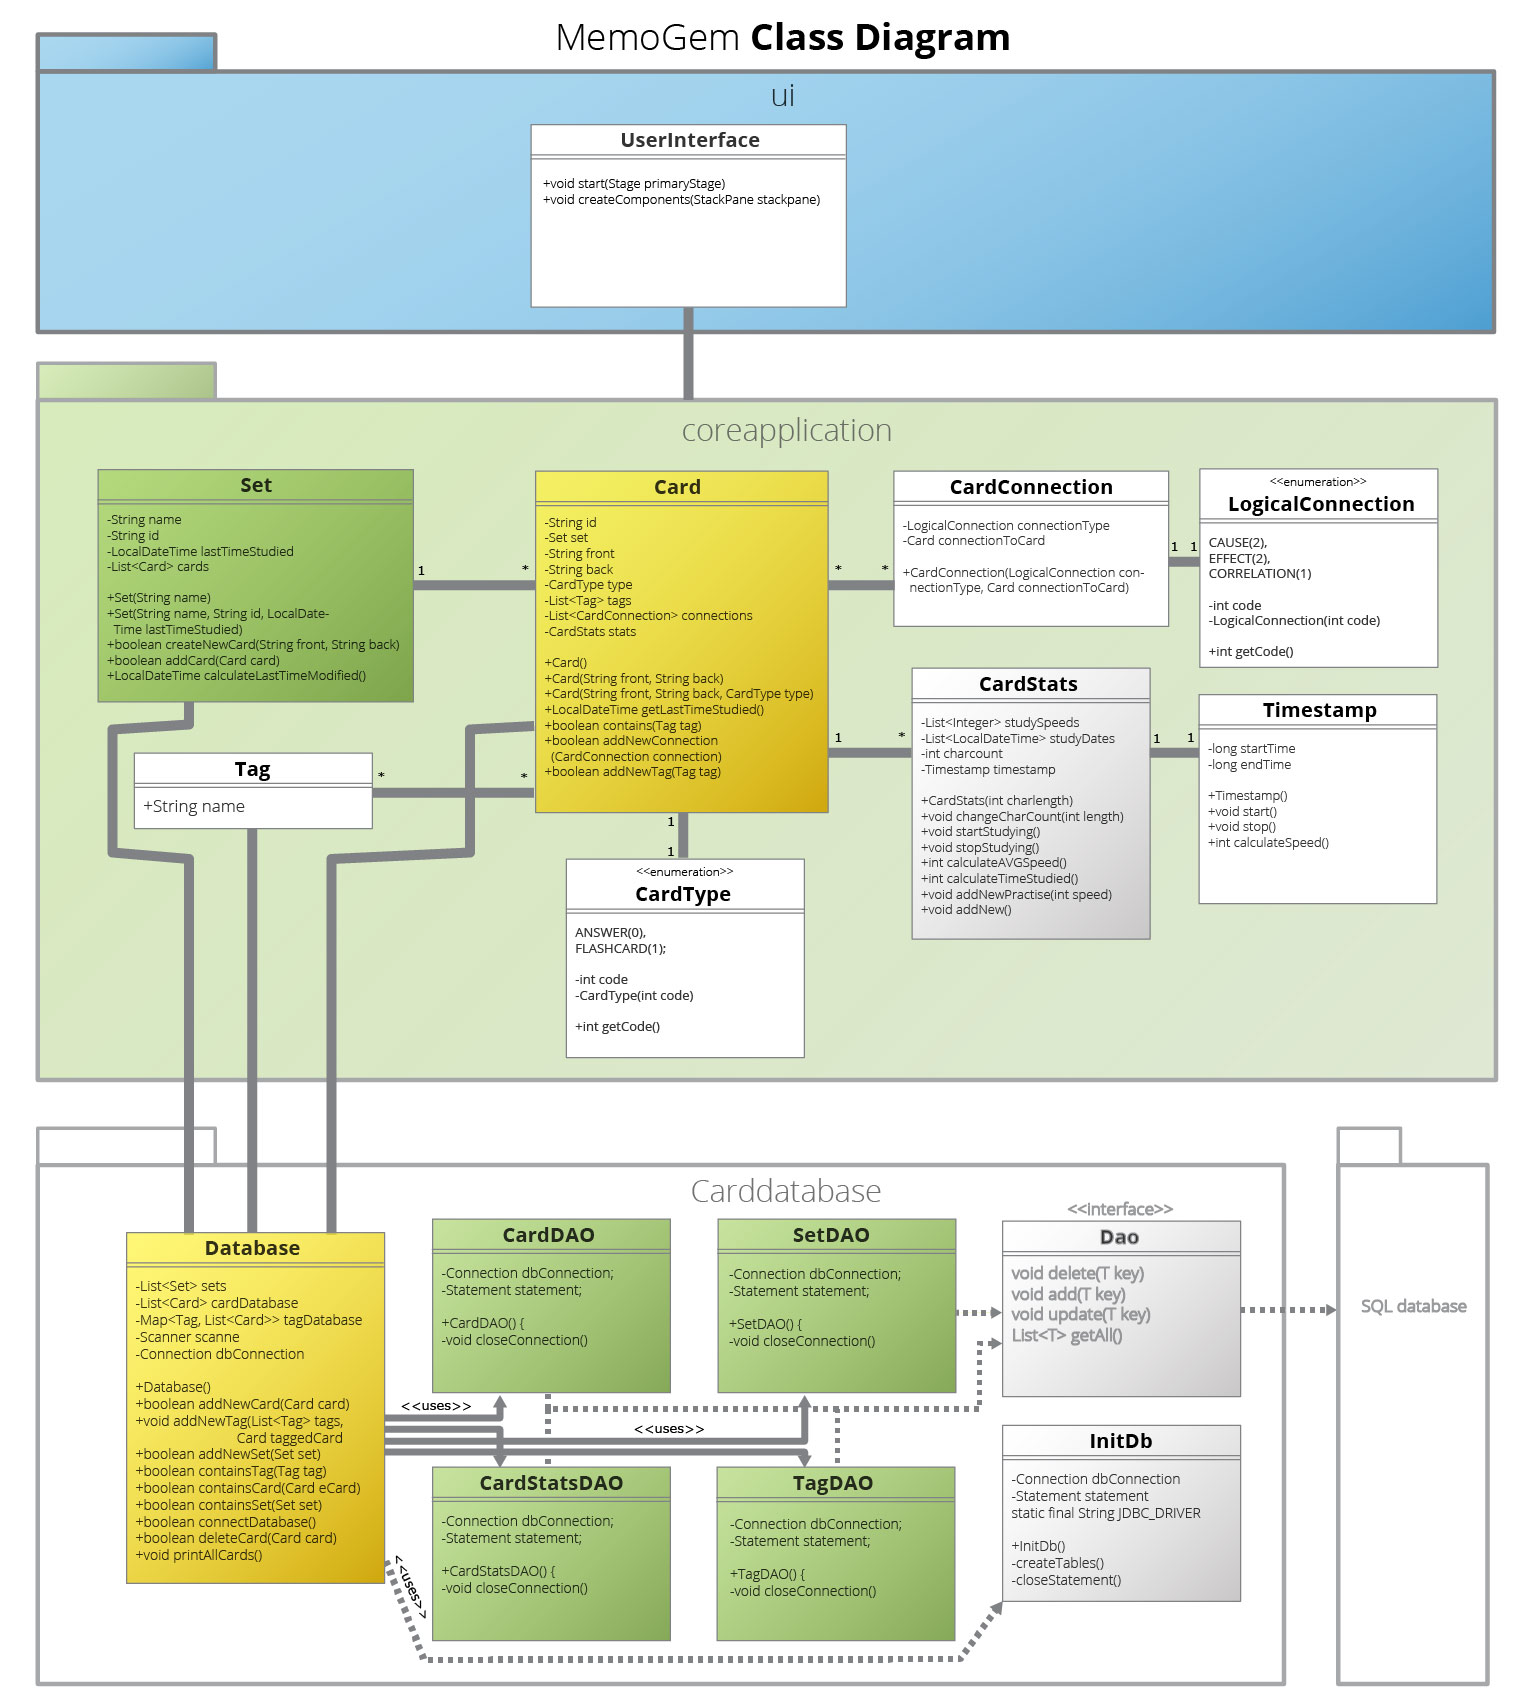 MemoGem Class Diagram
ui
UserInterface
+void start(Stage primaryStage)
+void createComponents(StackPane stackpane)
coreapplication
Set
-String name
-String id
-LocalDateTime lastTimeStudied
-List<Card> cards
+Set(String name)
+Set(String name, String id, LocalDate-
Time lastTimeStudied)
+boolean createNewCard(String front, String back)
+boolean addCard(Card card)
+LocalDateTime calculateLastTimeModified()
1
*
Card
-String id
-Set set
-String front
-String back
-CardType type
-List<Tag> tags
-List<CardConnection> connections
-CardStats stats
+Card()
+Card(String front, String back)
+Card(String front, String back, CardType type)
+LocalDateTime getLastTimeStudied()
+boolean contains(Tag tag)
+boolean addNewConnection
(CardConnection connection)
+boolean addNewTag(Tag tag)
*
*
CardConnection
-LogicalConnection connectionType
-Card connectionToCard
+CardConnection(LogicalConnection con-
nectionType, Card connectionToCard)
1
1
<<enumeration>>
LogicalConnection
CAUSE(2),
EFFECT(2),
CORRELATION(1)
-int code
-LogicalConnection(int code)
+int getCode()
1
*
CardStats
-List<Integer> studySpeeds
-List<LocalDateTime> studyDates
-int charcount
-Timestamp timestamp
+CardStats(int charlength)
+void changeCharCount(int length)
+void startStudying()
+void stopStudying()
+int calculateAVGSpeed()
+int calculateTimeStudied()
+void addNewPractise(int speed)
+void addNew()
1
1
Timestamp
-long startTime
-long endTime
+Timestamp()
+void start()
+void stop()
+int calculateSpeed()
Tag
+String name
*
*
1
1
<<enumeration>>
CardType
ANSWER(0),
FLASHCARD(1);
-int code
-CardType(int code)
+int getCode()
Carddatabase
Database
-List<Set> sets
-List<Card> cardDatabase
-Map<Tag, List<Card>> tagDatabase
-Scanner scanne
-Connection dbConnection
+Database()
+boolean addNewCard(Card card)
+void addNewTag(List<Tag> tags,
Card taggedCard
+boolean addNewSet(Set set)
+boolean containsTag(Tag tag)
+boolean containsCard(Card eCard)
+boolean containsSet(Set set)
+boolean connectDatabase()
+boolean deleteCard(Card card)
+void printAllCards()
CardDAO
-Connection dbConnection;
-Statement statement;
+CardDAO() {
-void closeConnection()
SetDAO
-Connection dbConnection;
-Statement statement;
+SetDAO() {
-void closeConnection()
<<interface>>
Dao
void delete(T key)
void add(T key)
void update(T key)
List<T> getAll()
SQL database
<<uses>>
<<uses>>
<<uses>>
CardStatsDAO
-Connection dbConnection;
-Statement statement;
+CardStatsDAO() {
-void closeConnection()
TagDAO
-Connection dbConnection;
-Statement statement;
+TagDAO() {
-void closeConnection()
InitDb
-Connection dbConnection
-Statement statement
static final String JDBC_DRIVER
+InitDb()
-createTables()
-closeStatement()